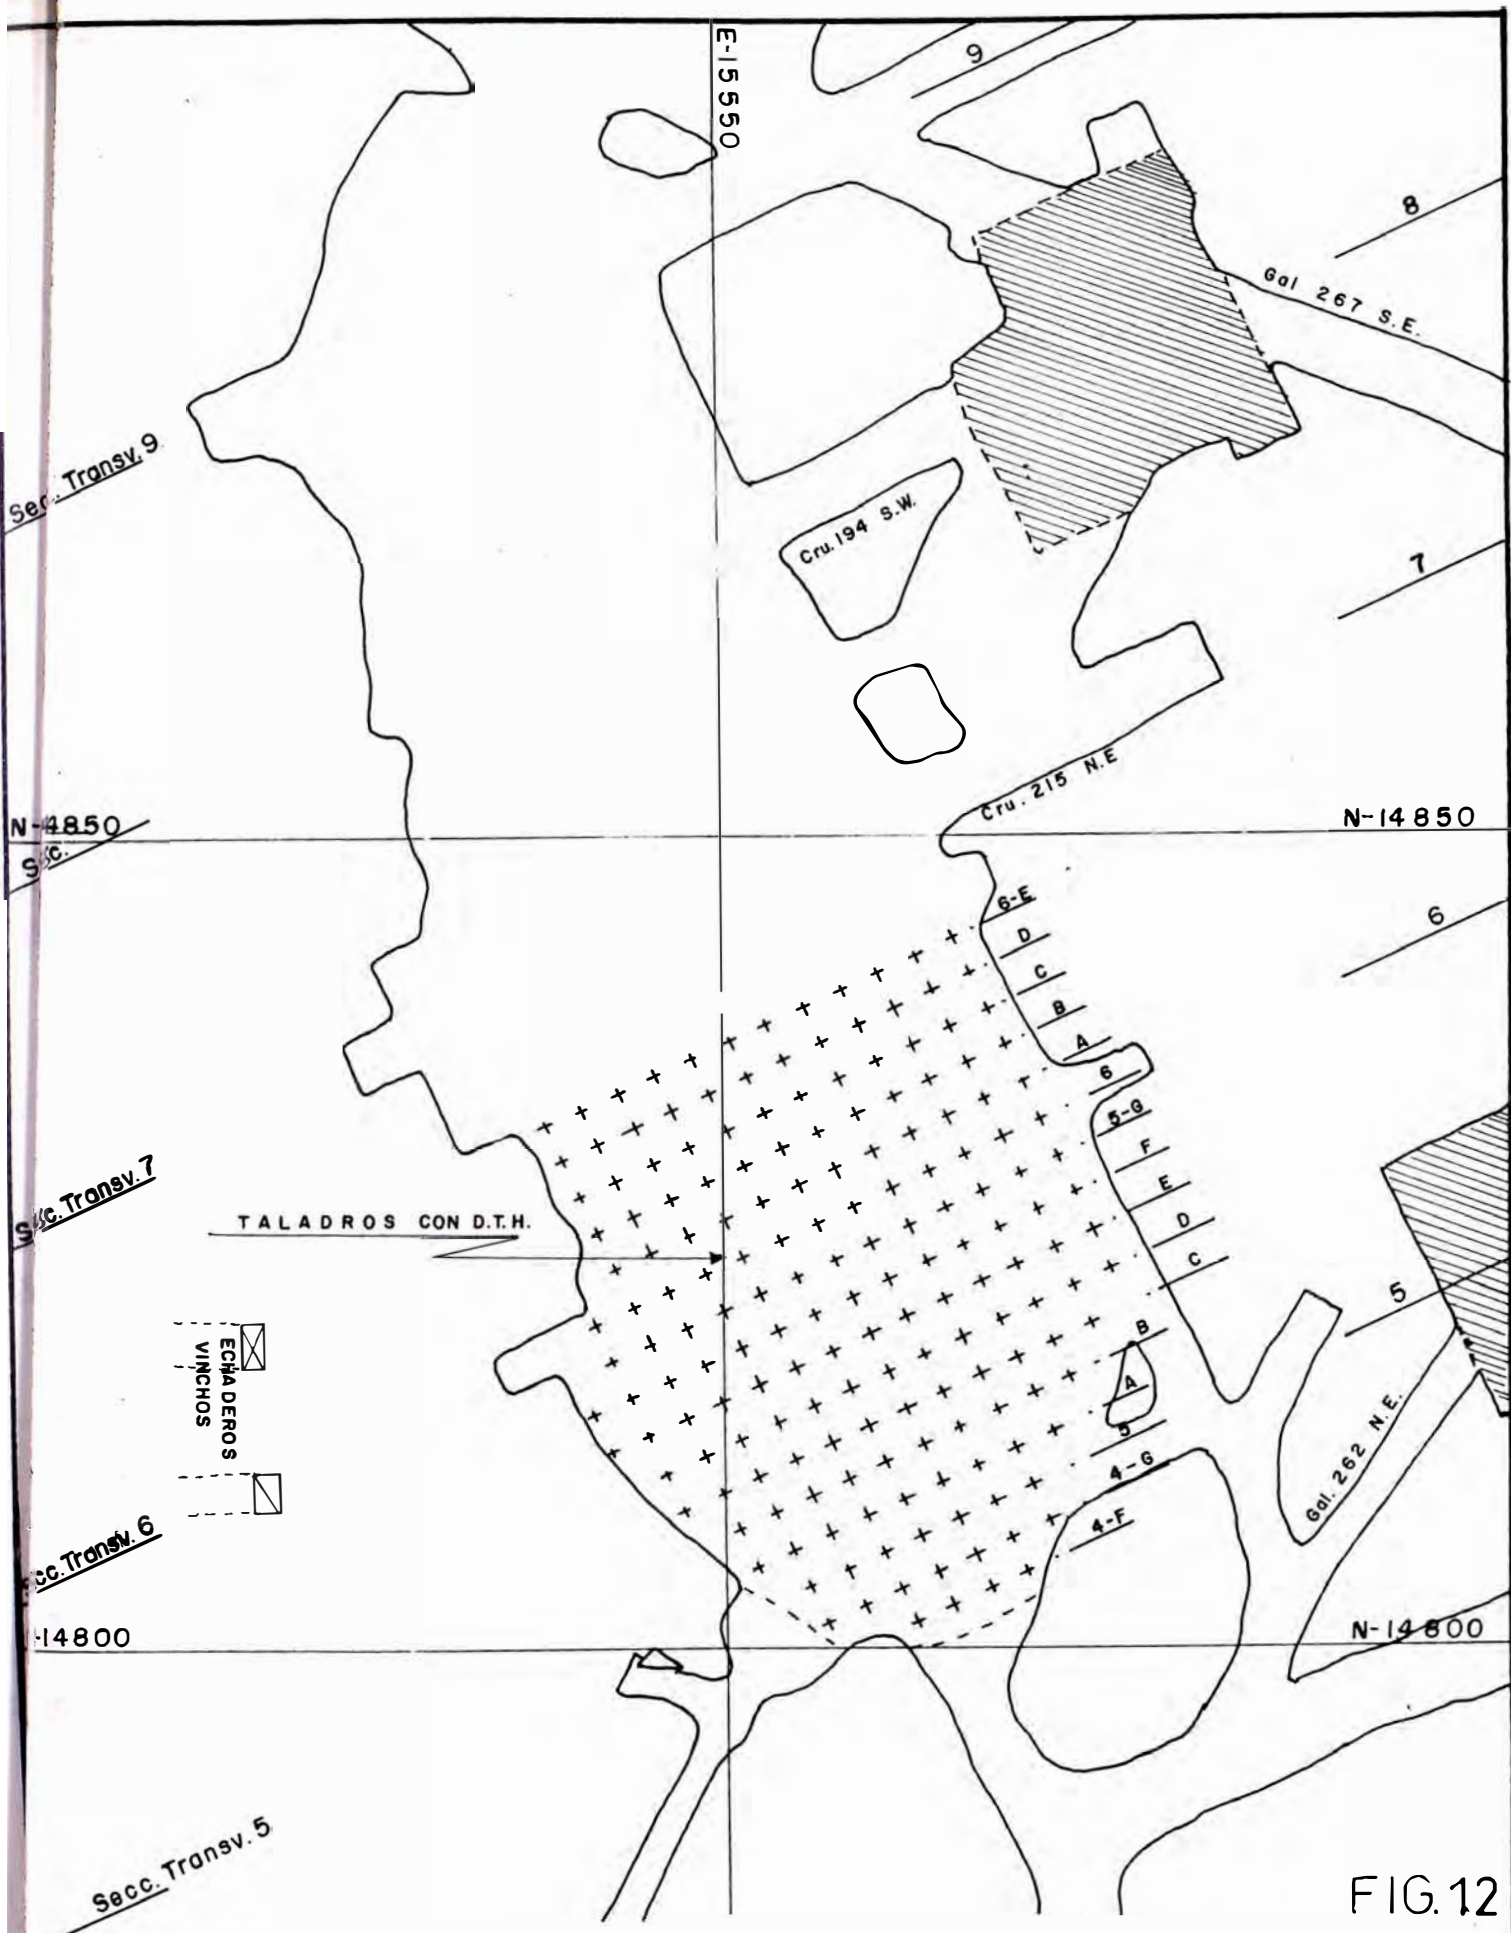 E-15550
9
8
Gal 267 S.E.
Secc. Transv. 9
Cru. 194 S.W.
7
Cru. 215 N.E
N-14850
N-14850
6-E
D
C
B
A
6
6
5-G
F
E
D
C
Secc. Transv. 7
TALADROS CON D.T.H.
5
B
A
5
4-G
4-F
ECHADEROS
VINCHOS
Gal. 262 N.E.
cc. Transv. 6
-14800
N-14800
Secc. Transv. 5
FIG. 12